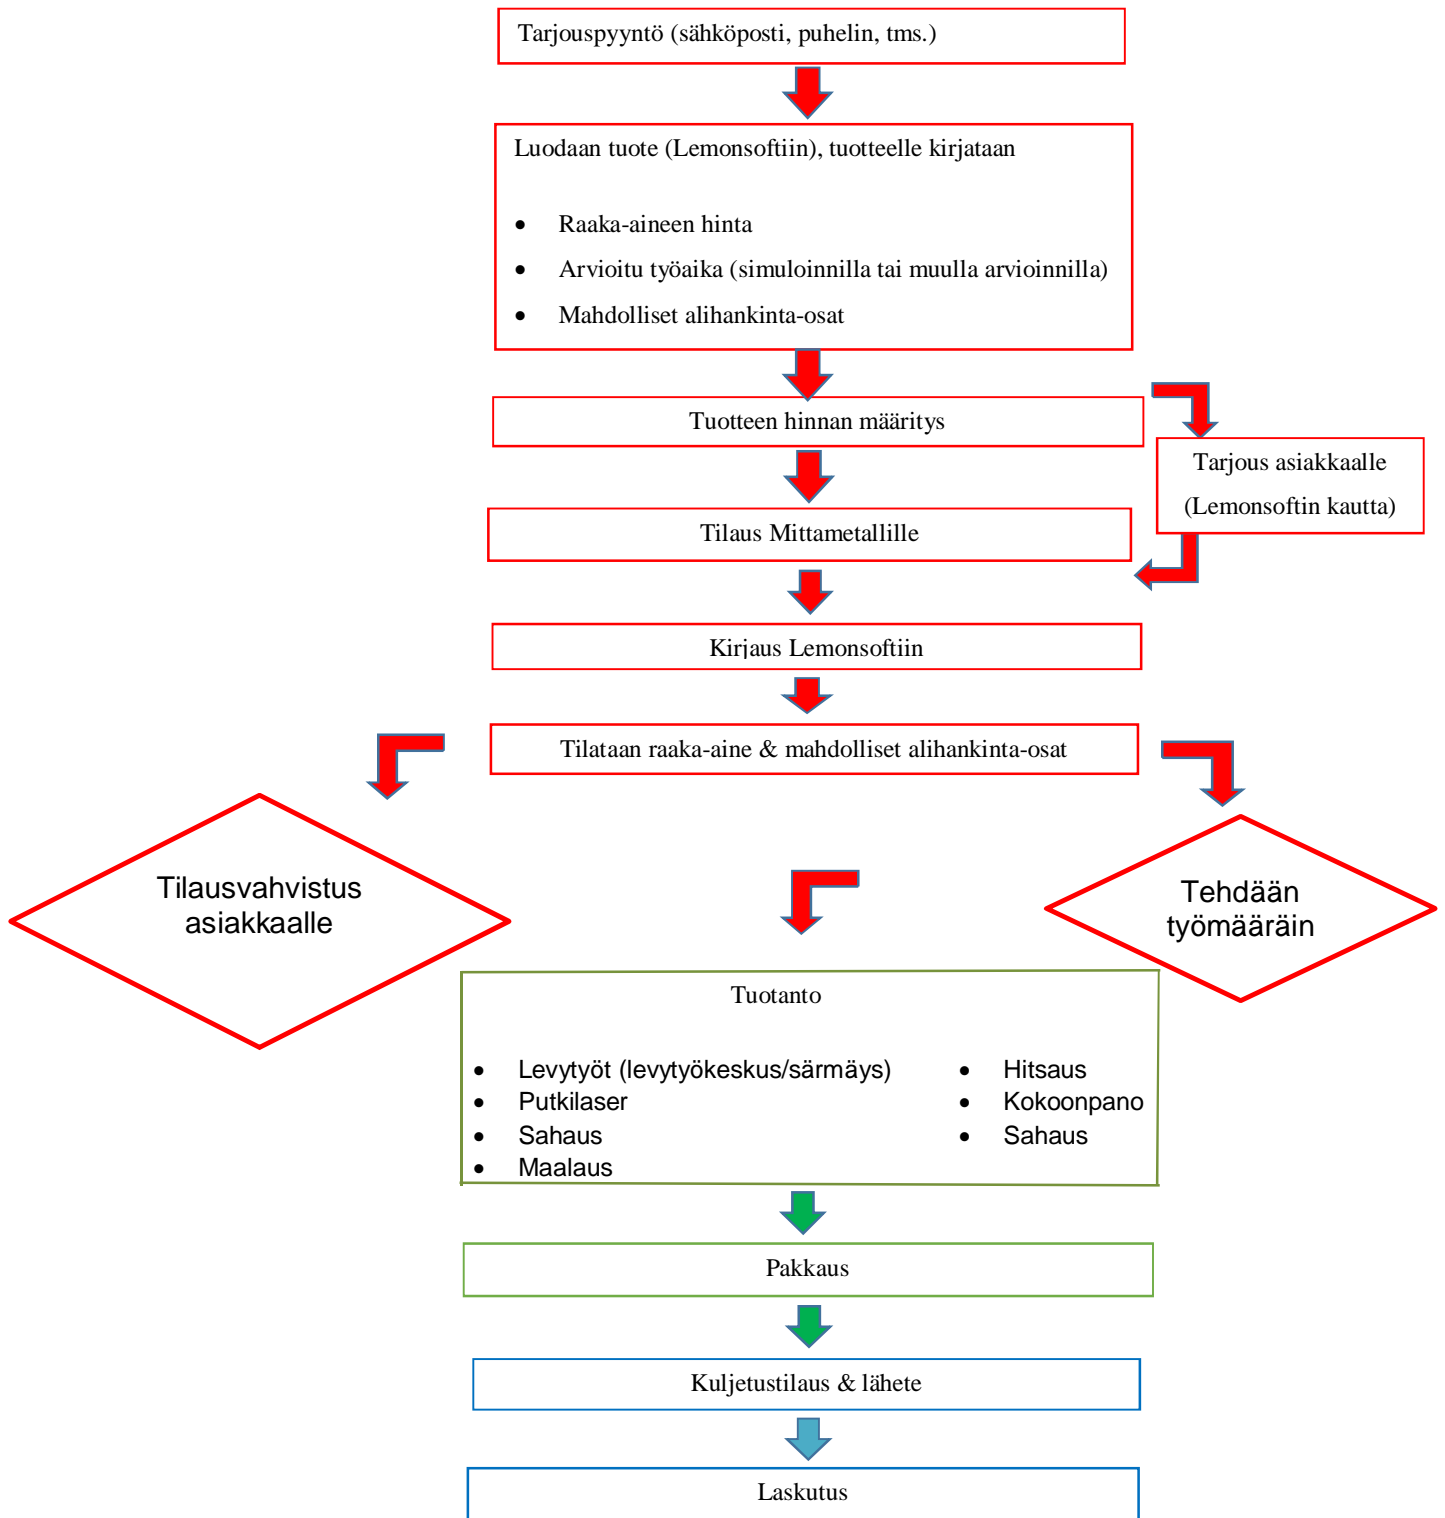 Tarjouspyyntö (sähköposti, puhelin, tms.)
Luodaan tuote (Lemonsoftiin), tuotteelle kirjataan
• Raaka-aineen hinta
• Arvioitu työaika (simuloinnilla tai muulla arvioinnilla)
• Mahdolliset alihankinta-osat
Tuotteen hinnan määritys
Tarjous asiakkaalle
(Lemonsoftin kautta)
Tilaus Mittametallille
Kirjaus Lemonsoftiin
Tilataan raaka-aine & mahdolliset alihankinta-osat
Tilausvahvistus
asiakkaalle
Tehdään
työmääräin
Tuotanto
• Levytyöt (levytyökeskus/särmäys)
• Putkilaser
• Sahaus
• Maalaus
• Hitsaus
• Kokoonpano
• Sahaus
Pakkaus
Kuljetustilaus & lähete
Laskutus